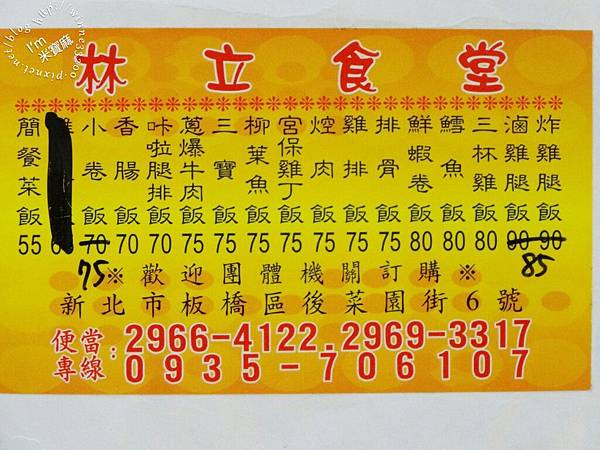 I'm
米寶麻
林立食堂
簡餐菜飯 55
小卷飯 70 75
香腸飯 70
咔啦腿排飯 70
蔥爆牛肉飯 75
三寶飯 75
柳葉魚飯 75
宮保雞丁飯 75
焢肉飯 75
雞排飯 75
排骨飯 75
鮮蝦卷飯 80
鱈魚飯 80
三杯雞飯 80
滷雞腿飯 90
炸雞腿飯 90
85
※歡迎團體機關訂購※
新北市板橋區後菜園街6號
便當專線:2966-4122.2969-3317
0935-706107